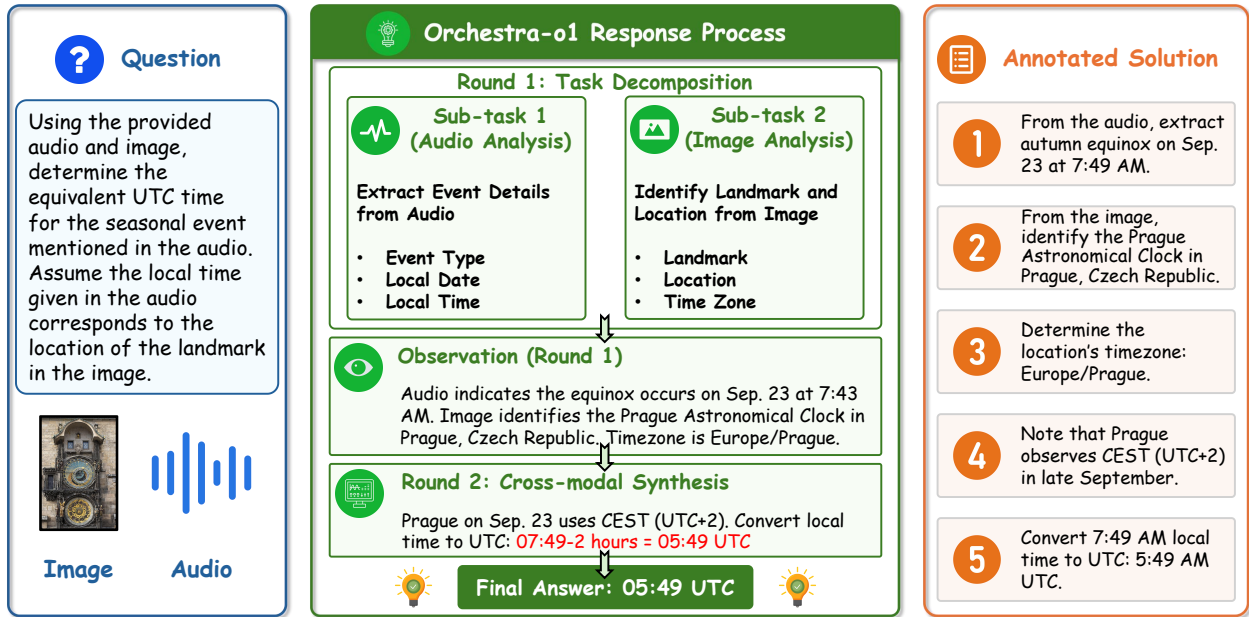 Question
Using the provided
audio and image,
determine the
equivalent UTC time
for the seasonal event
mentioned in the audio.
Assume the local time
given in the audio
corresponds to the
location of the landmark
in the image.
Image
Audio
Orchestra-o1 Response Process
Round 1: Task Decomposition
Sub-task 1
(Audio Analysis)
Extract Event Details
from Audio
• Event Type
• Local Date
• Local Time
Sub-task 2
(Image Analysis)
Identify Landmark and
Location from Image
• Landmark
• Location
• Time Zone
Observation (Round 1)
Audio indicates the equinox occurs on Sep. 23 at 7:43
AM. Image identifies the Prague Astronomical Clock in
Prague, Czech Republic. Timezone is Europe/Prague.
Round 2: Cross-modal Synthesis
Prague on Sep. 23 uses CEST (UTC+2). Convert local
time to UTC: 07:49-2 hours = 05:49 UTC
Final Answer: 05:49 UTC
Annotated Solution
1
From the audio, extract
autumn equinox on Sep.
23 at 7:49 AM.
2
From the image,
identify the Prague
Astronomical Clock in
Prague, Czech Republic.
3
Determine the
location's timezone:
Europe/Prague.
4
Note that Prague
observes CEST (UTC+2)
in late September.
5
Convert 7:49 AM local
time to UTC: 5:49 AM
UTC.